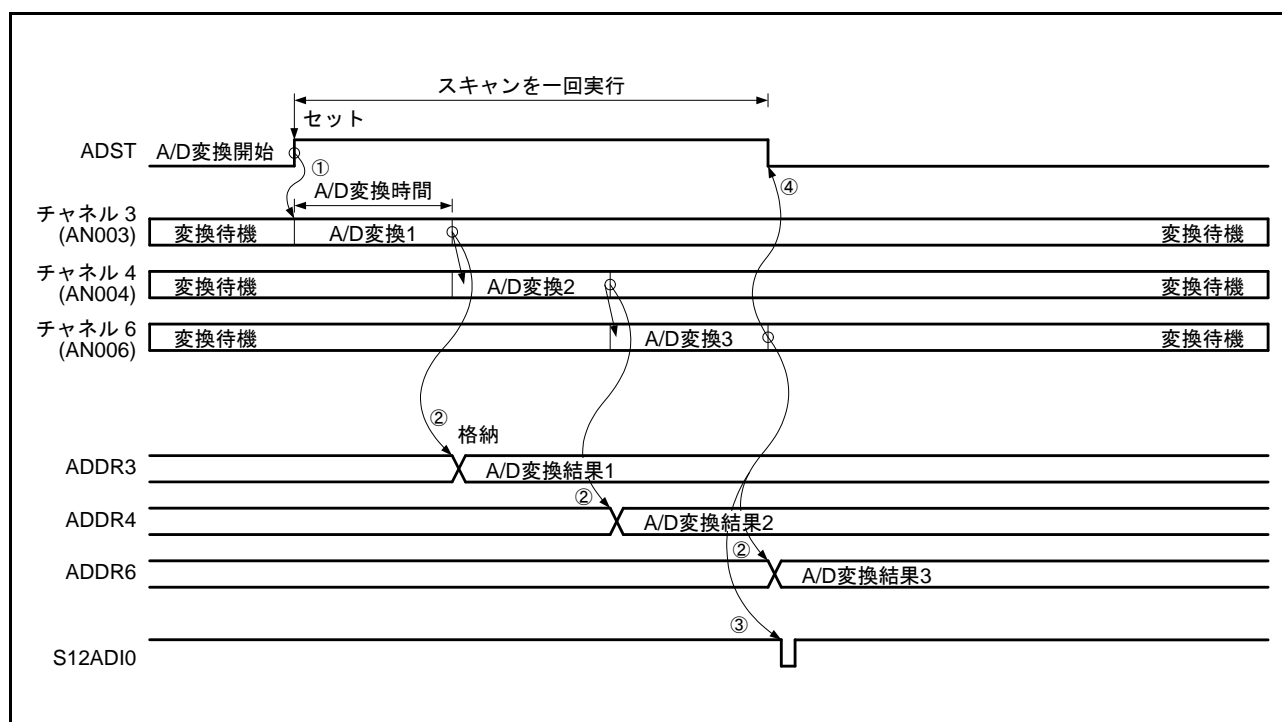 スキャンを一回実行
セット
ADST
A/D変換開始
①
④
A/D変換時間
チャネル 3
(AN003)
変換待機
A/D変換1
変換待機
チャネル 4
(AN004)
変換待機
A/D変換2
変換待機
チャネル 6
(AN006)
変換待機
A/D変換3
変換待機
②
格納
ADDR3
A/D変換結果1
②
ADDR4
A/D変換結果2
②
ADDR6
A/D変換結果3
③
S12ADI0